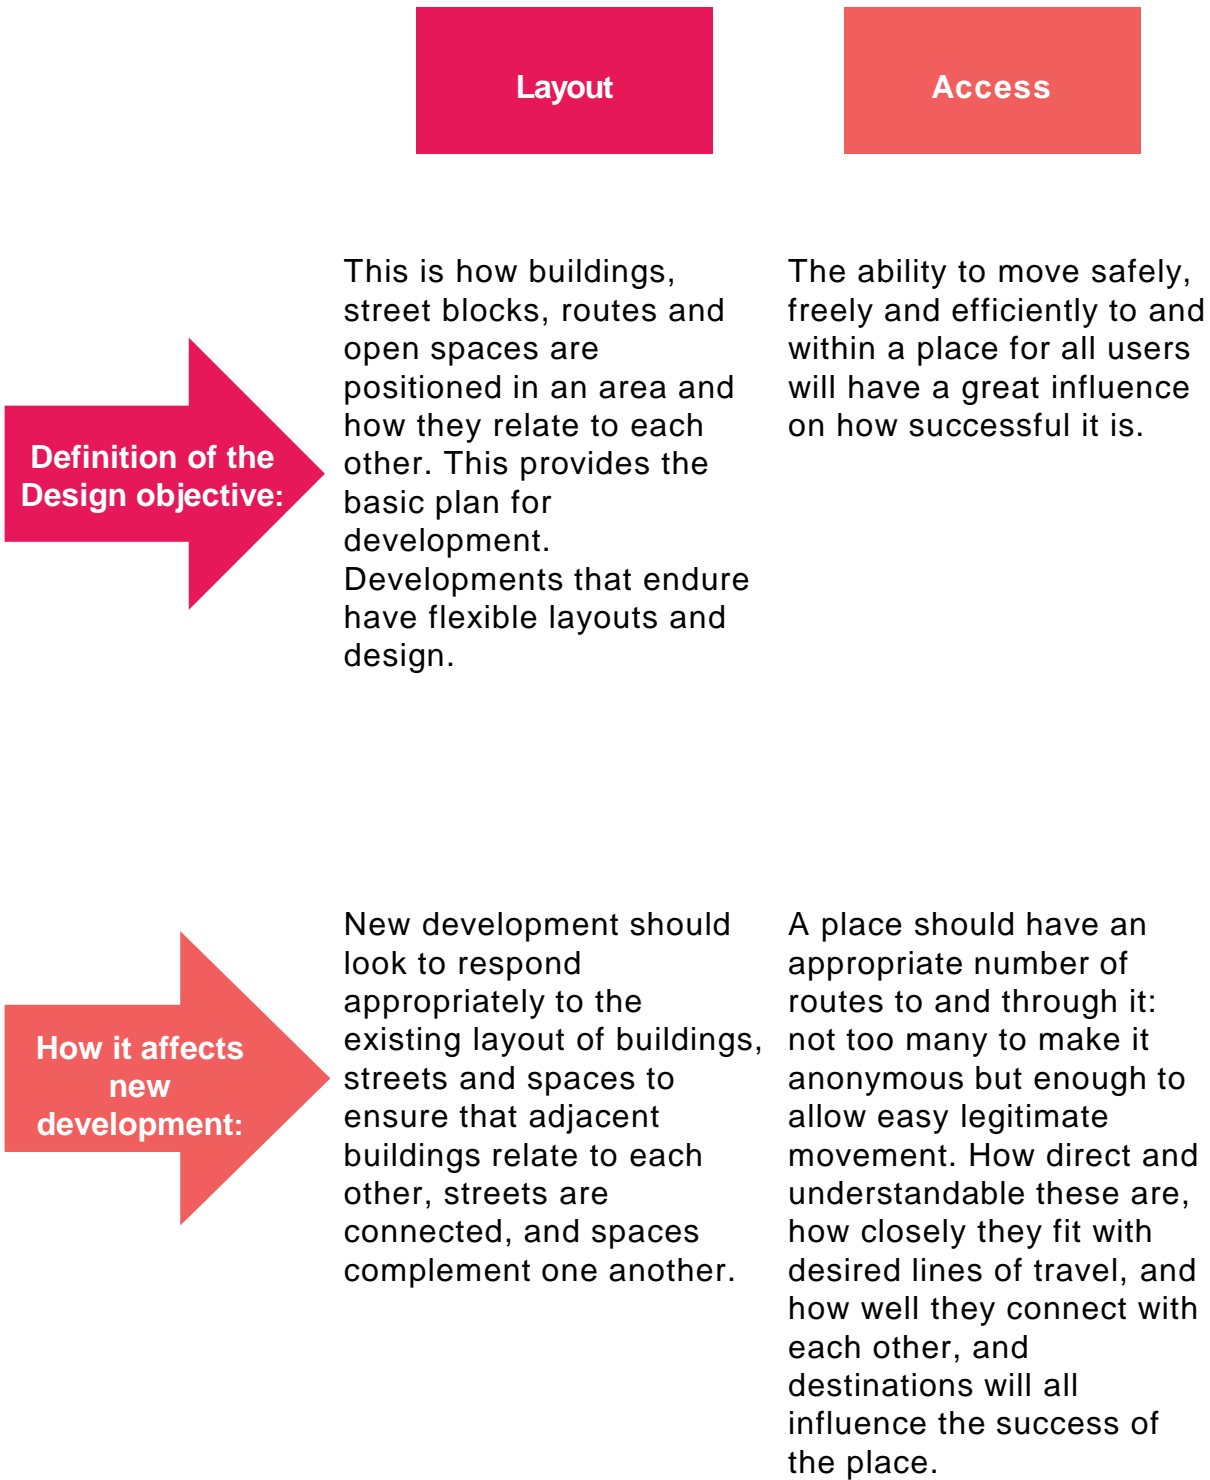 Layout
Access
Definition of the
Design objective:
This is how buildings,
street blocks, routes and
open spaces are
positioned in an area and
how they relate to each
other. This provides the
basic plan for
development.
Developments that endure
have flexible layouts and
design.
The ability to move safely,
freely and efficiently to and
within a place for all users
will have a great influence
on how successful it is.
How it affects
new
development:
New development should
look to respond
appropriately to the
existing layout of buildings,
streets and spaces to
ensure that adjacent
buildings relate to each
other, streets are
connected, and spaces
complement one another.
A place should have an
appropriate number of
routes to and through it:
not too many to make it
anonymous but enough to
allow easy legitimate
movement. How direct and
understandable these are,
how closely they fit with
desired lines of travel, and
how well they connect with
each other, and
destinations will all
influence the success of
the place.